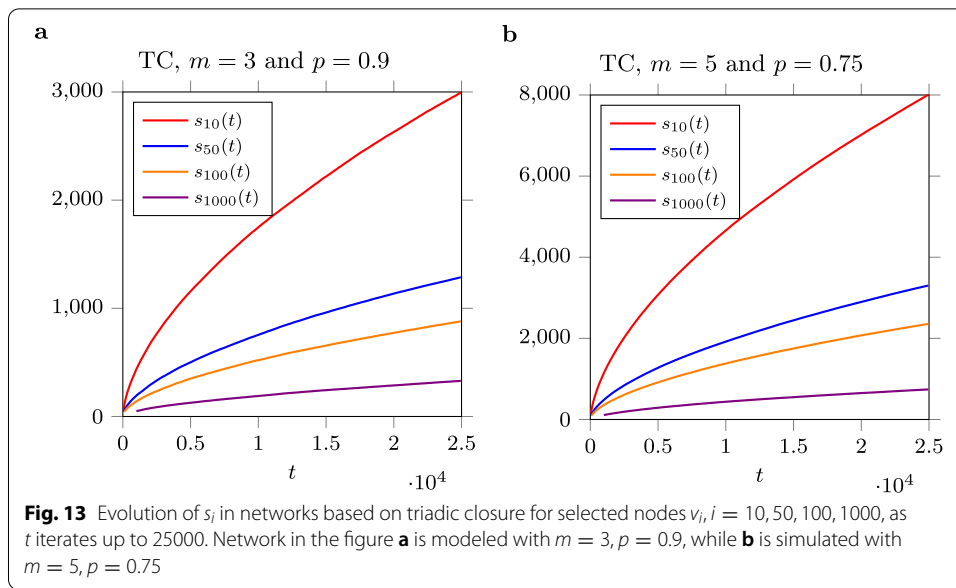 a
TC, m = 3 and p = 0.9
3,000
2,000
1,000
0
s10(t)
s50(t)
s100(t)
s1000(t)
0 0.5 1 1.5 2 2.5
t
·10^4
b
TC, m = 5 and p = 0.75
8,000
6,000
4,000
2,000
0
s10(t)
s50(t)
s100(t)
s1000(t)
0 0.5 1 1.5 2 2.5
t
·10^4
Fig. 13 Evolution of s_i in networks based on triadic closure for selected nodes v_i, i = 10, 50, 100, 1000, as
t iterates up to 25000. Network in the figure a is modeled with m = 3, p = 0.9, while b is simulated with
m = 5, p = 0.75